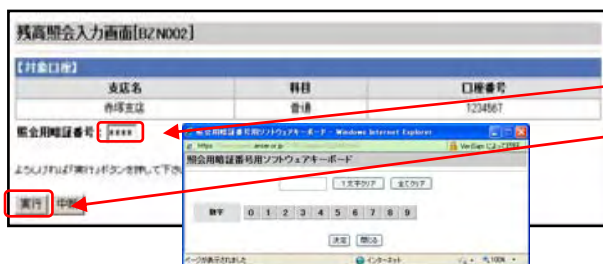 残高照会入力画面[BZN002]
【対象口座】
支店名 科目 口座番号
赤塚支店 普通 1234567
照会用暗証番号: ****
照会用暗証番号用ソフトウェアキーボード - Windows Internet Explorer
照会用暗証番号用ソフトウェアキーボード
1文字クリア 全てクリア
よろしければ「実行」ボタンを押して下さ
数字 0 1 2 3 4 5 6 7 8 9
実行 中断
決定 閉じる
ページが表示されました インターネット 100%